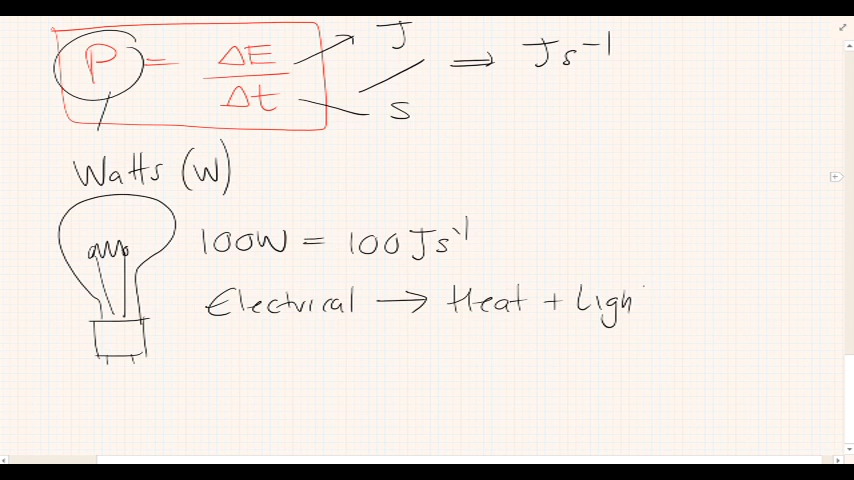 P = ΔE / Δt
J / s ⟹ Js⁻¹
Watts (W)
100W = 100Js⁻¹
Electrical → Heat + Ligh